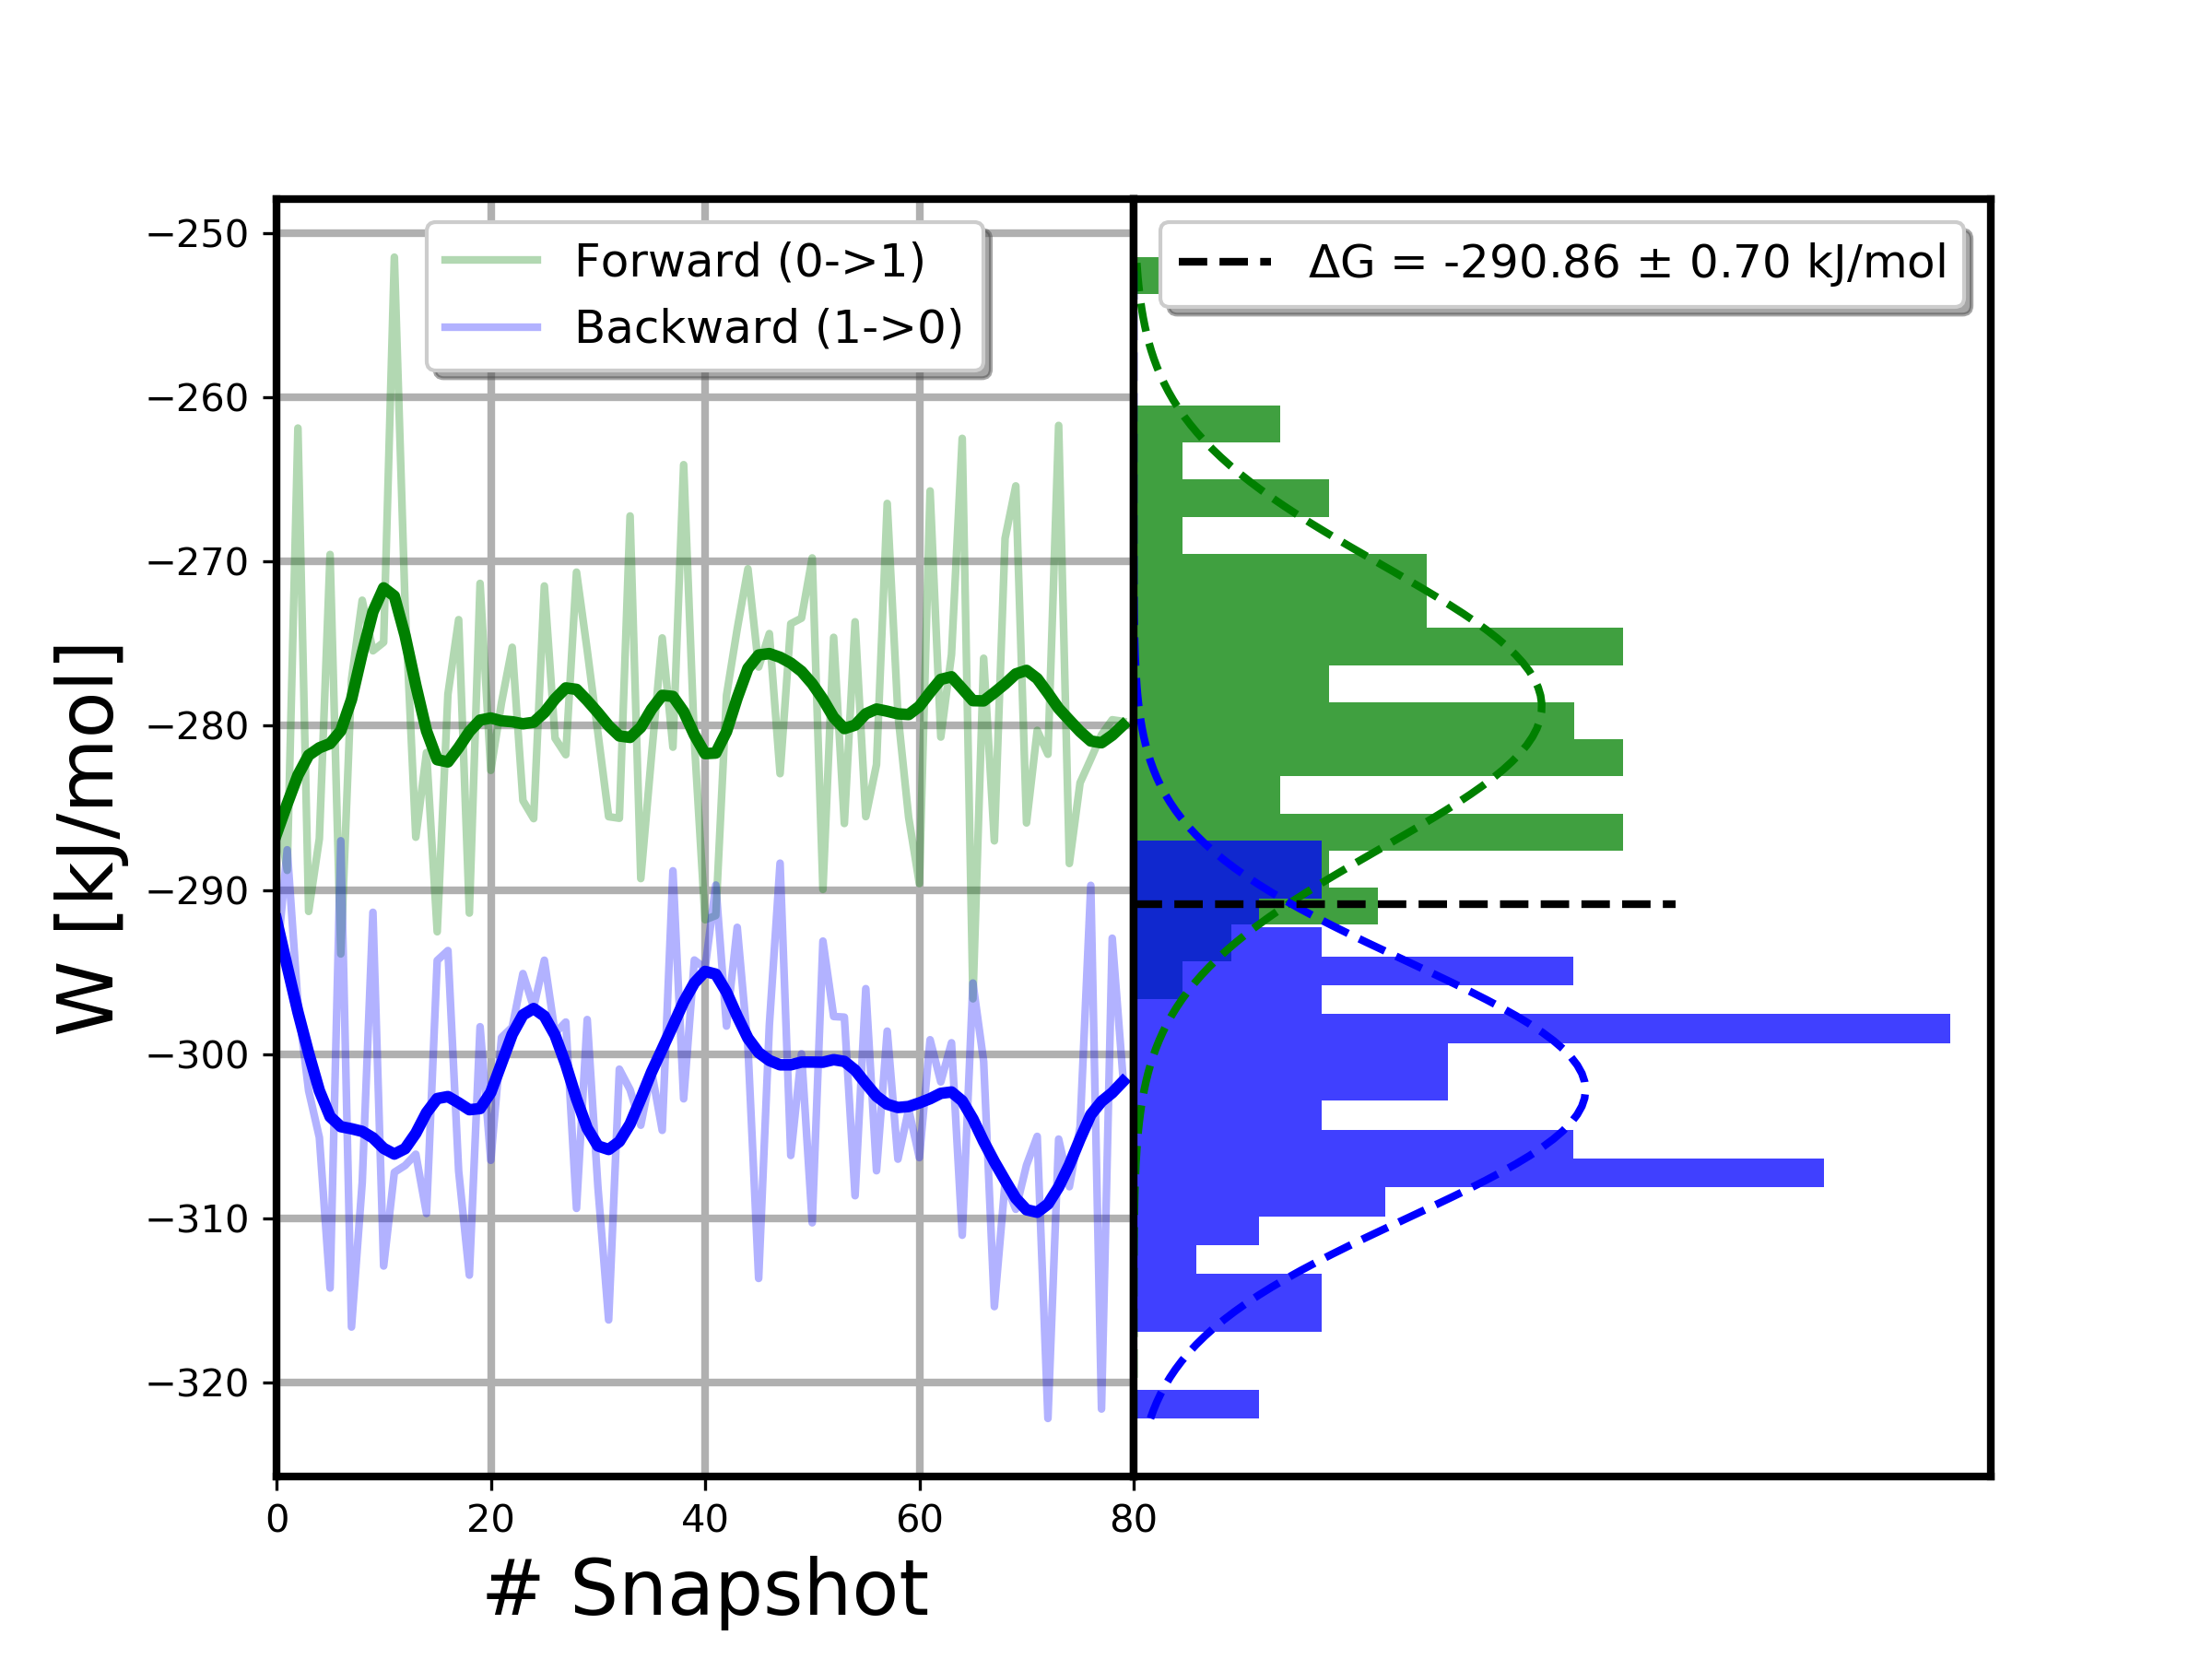 Forward (0->1)
Backward (1->0)
ΔG = -290.86 ± 0.70 kJ/mol
W [kJ/mol]
−250
−260
−270
−280
−290
−300
−310
−320
0 20 40 60 80
# Snapshot